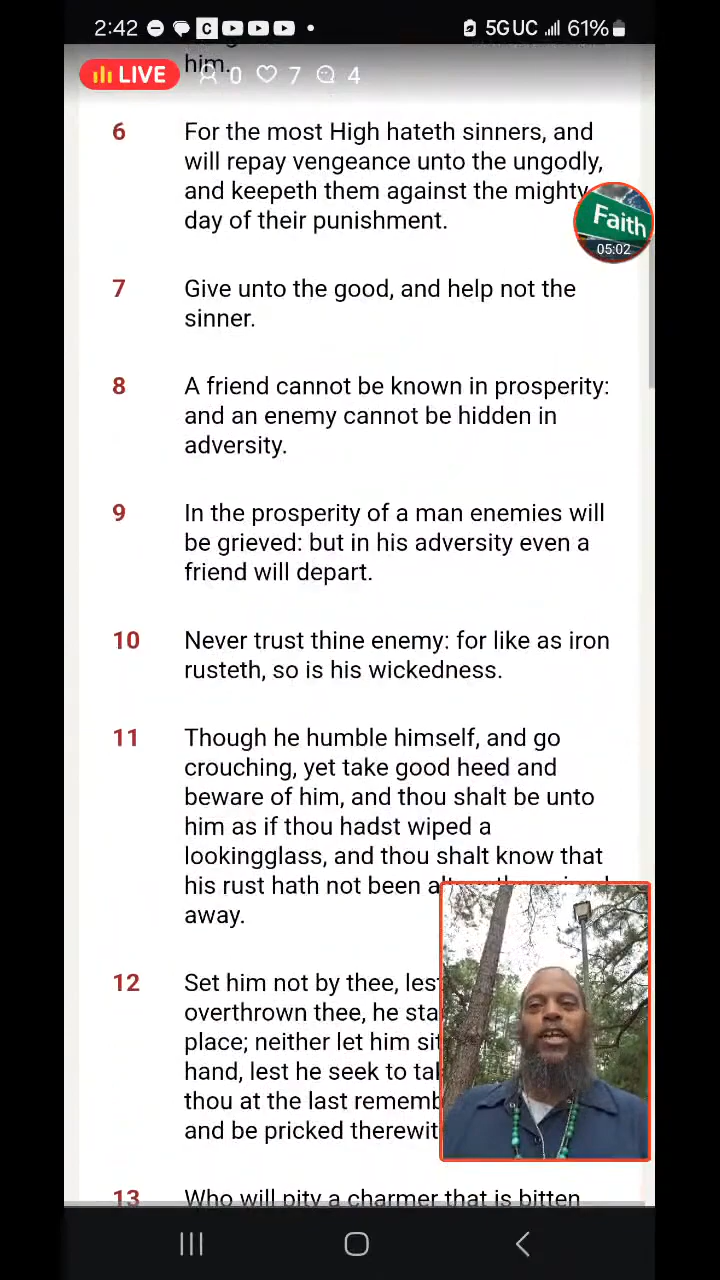 2:42
C
5G UC
61%
LIVE
0
7
4
him.
6
For the most High hateth sinners, and
will repay vengeance unto the ungodly,
and keepeth them against the mighty
day of their punishment.
Faith
05:02
7
Give unto the good, and help not the
sinner.
8
A friend cannot be known in prosperity:
and an enemy cannot be hidden in
adversity.
9
In the prosperity of a man enemies will
be grieved: but in his adversity even a
friend will depart.
10
Never trust thine enemy: for like as iron
rusteth, so is his wickedness.
11
Though he humble himself, and go
crouching, yet take good heed and
beware of him, and thou shalt be unto
him as if thou hadst wiped a
lookingglass, and thou shalt know that
his rust hath not been
away.
12
Set him not by thee,
overthrown thee, he
place; neither let him
hand, lest he seek to
thou at the last
and be pricked
13
Who will pity a charmer that is bitten